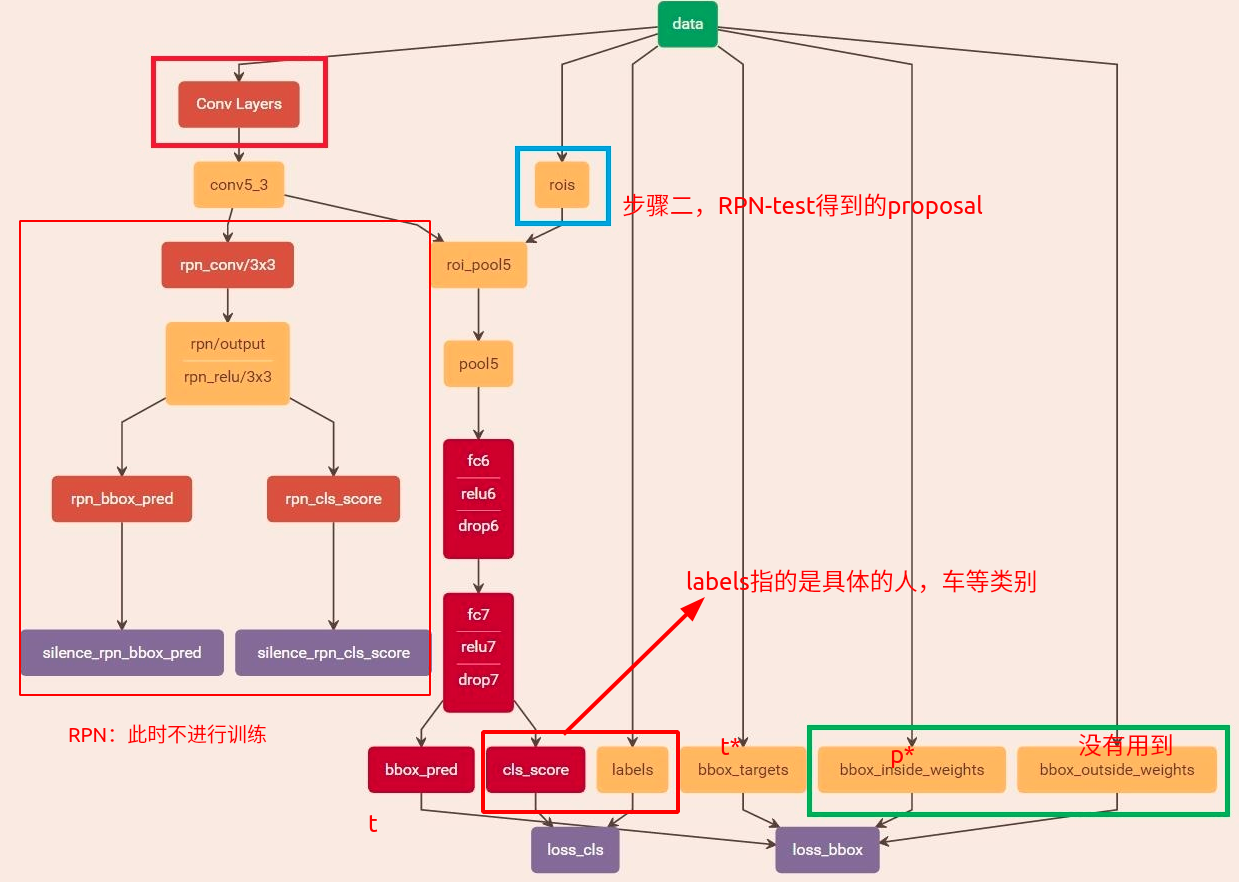 data
Conv Layers
conv5_3
rois
步骤二，RPN-test得到的proposal
rpn_conv/3x3
roi_pool5
rpn/output
rpn_relu/3x3
pool5
fc6
relu6
drop6
rpn_bbox_pred
rpn_cls_score
labels指的是具体的人，车等类别
fc7
relu7
drop7
silence_rpn_bbox_pred
silence_rpn_cls_score
RPN：此时不进行训练
t*
p*
没有用到
bbox_pred
cls_score
labels
bbox_targets
bbox_inside_weights
bbox_outside_weights
t
loss_cls
loss_bbox